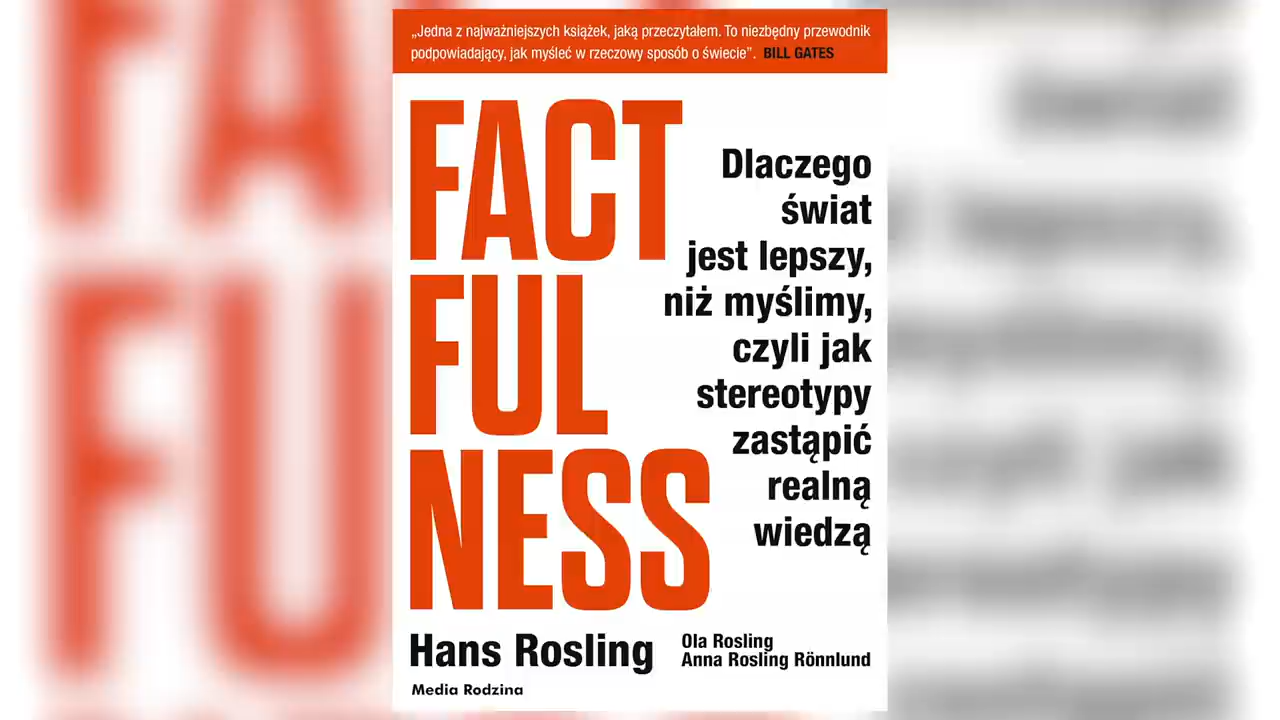 „Jedna z najważniejszych książek, jaką przeczytałem. To niezbędny przewodnik
podpowiadający, jak myśleć w rzeczowy sposób o świecie”. BILL GATES
FACT
FUL
NESS
Dlaczego
świat
jest lepszy,
niż myślimy,
czyli jak
stereotypy
zastąpić
realną
wiedzą
Hans Rosling
Ola Rosling
Anna Rosling Rönnlund
Media Rodzina